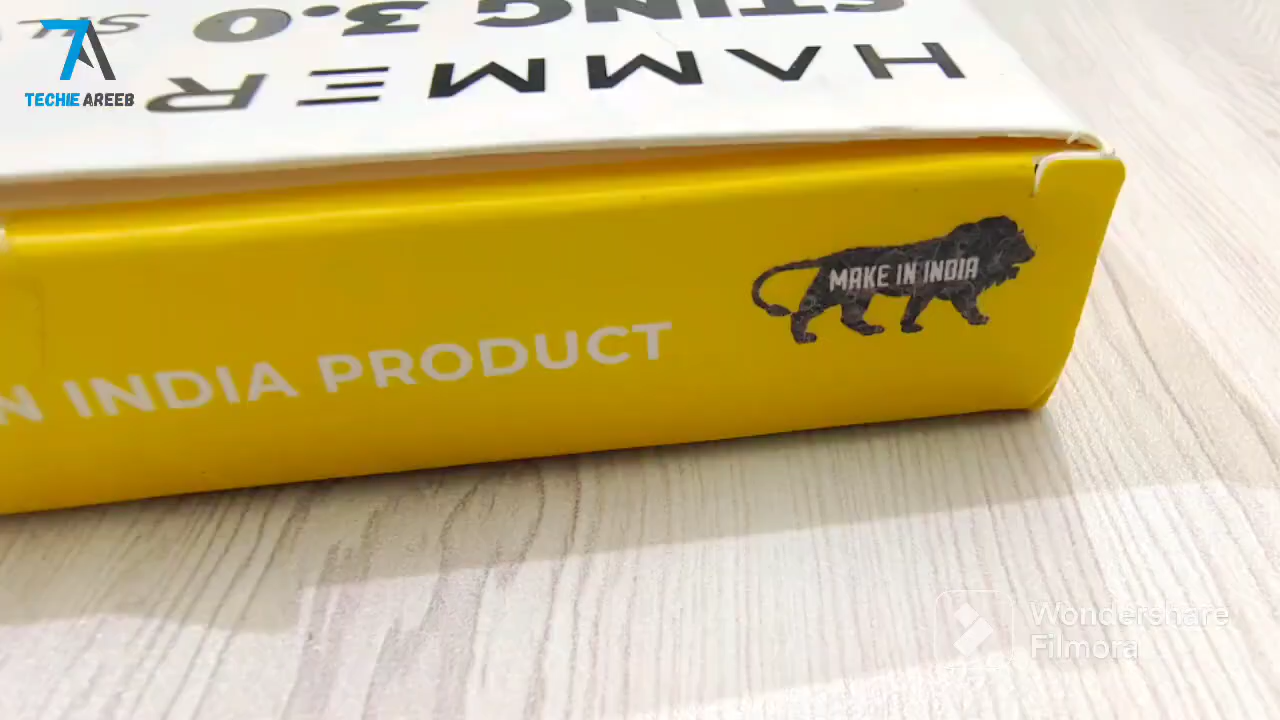 TECHIE AREEB
STING 3.0
HAMMER
N INDIA PRODUCT
MAKE IN INDIA
Wondershare
Filmora